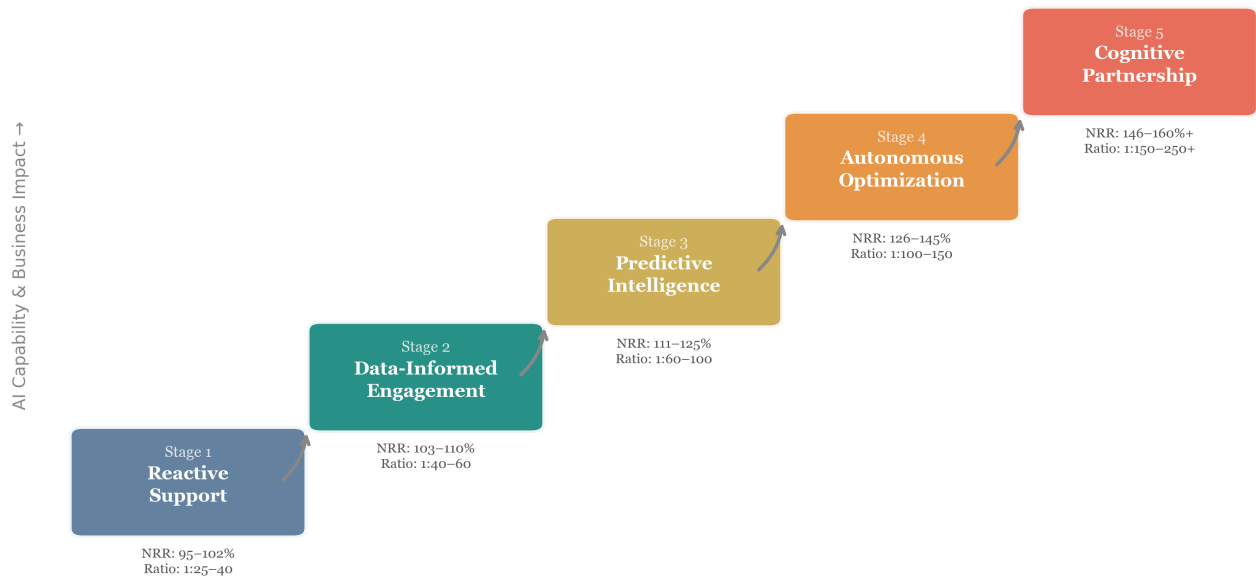 AI Capability & Business Impact →
Stage 1
Reactive
Support
NRR: 95–102%
Ratio: 1:25–40
Stage 2
Data-Informed
Engagement
NRR: 103–110%
Ratio: 1:40–60
Stage 3
Predictive
Intelligence
NRR: 111–125%
Ratio: 1:60–100
Stage 4
Autonomous
Optimization
NRR: 126–145%
Ratio: 1:100–150
Stage 5
Cognitive
Partnership
NRR: 146–160%+
Ratio: 1:150–250+